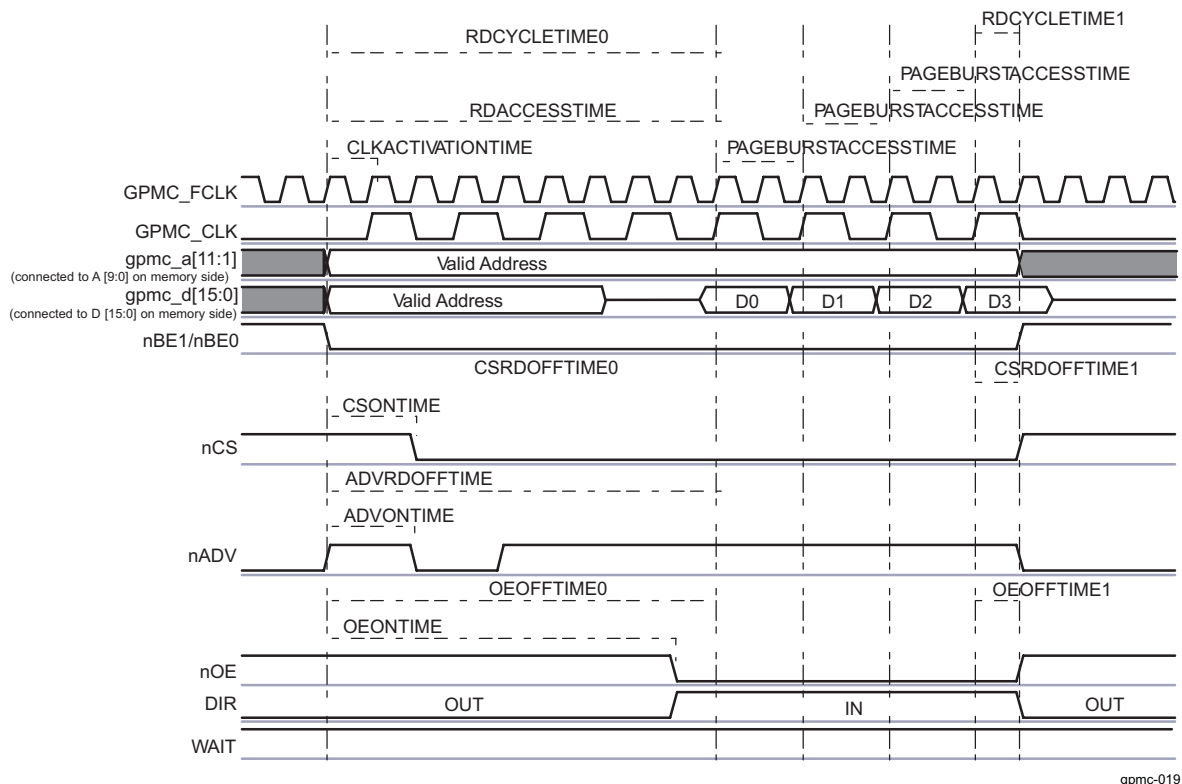 RDCYCLETIME1
RDCYCLETIME0
PAGEBURSTACCESSTIME
RDACCESSTIME
PAGEBURSTACCESSTIME
CLKACTIVATIONTIME
PAGEBURSTACCESSTIME
GPMC_FCLK
GPMC_CLK
gpmc_a[11:1]
Valid Address
(connected to A [9:0] on memory side)
gpmc_d[15:0]
Valid Address
D0
D1
D2
D3
(connected to D [15:0] on memory side)
nBE1/nBE0
CSRDOFFTIME0
CSRDOFFTIME1
CSONTIME
nCS
ADVRDOFFTIME
ADVONTIME
nADV
OEOFFTIME0
OEOFFTIME1
OEONTIME
nOE
DIR
OUT
IN
OUT
WAIT
gpmc-019